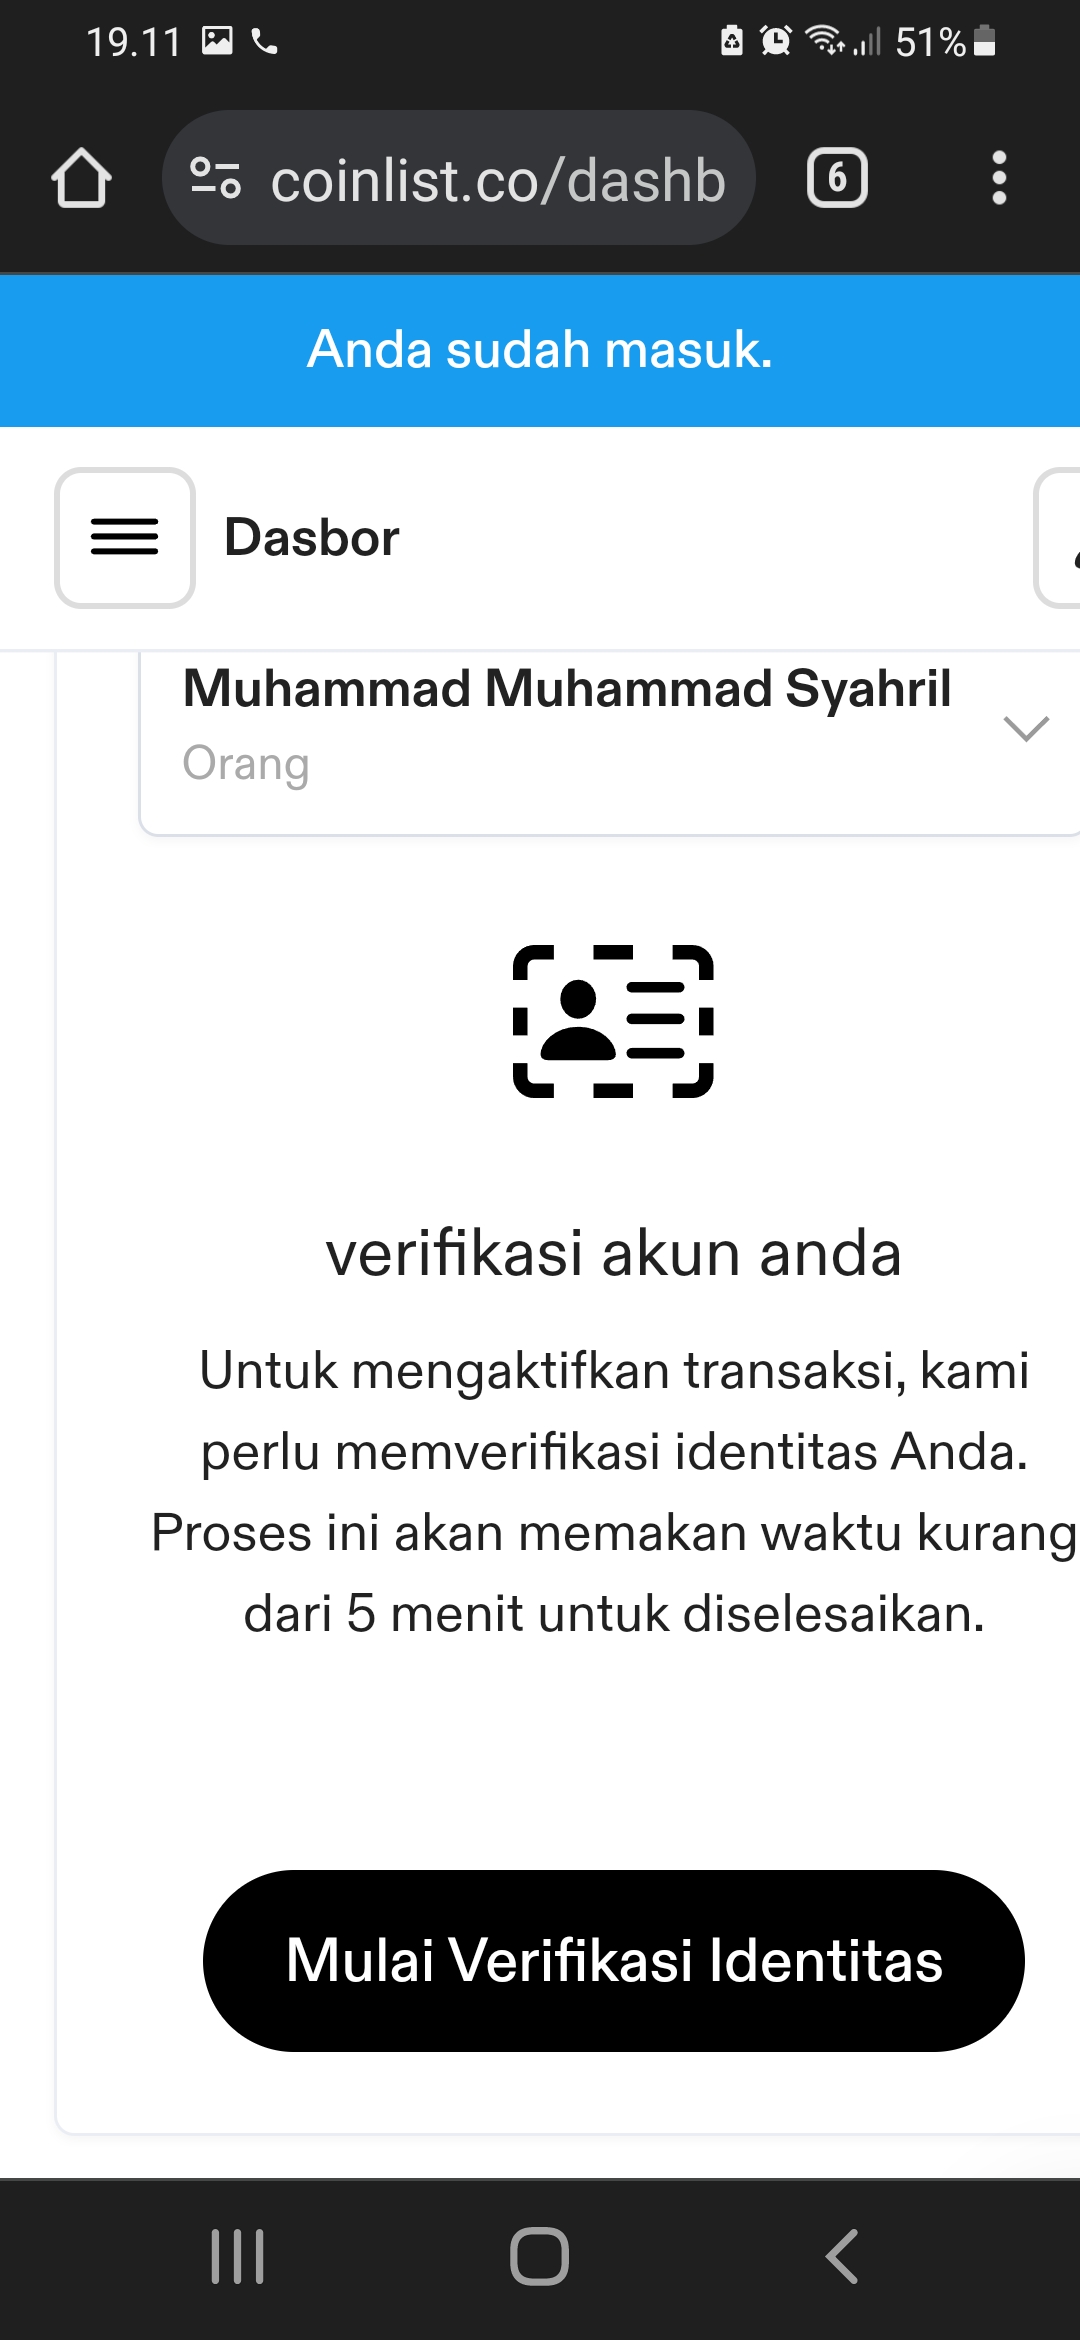 19.11
51%
coinlist.co/dashb
6
Anda sudah masuk.
Dasbor
Muhammad Muhammad Syahril
Orang
verifikasi akun anda
Untuk mengaktifkan transaksi, kami
perlu memverifikasi identitas Anda.
Proses ini akan memakan waktu kurang
dari 5 menit untuk diselesaikan.
Mulai Verifikasi Identitas